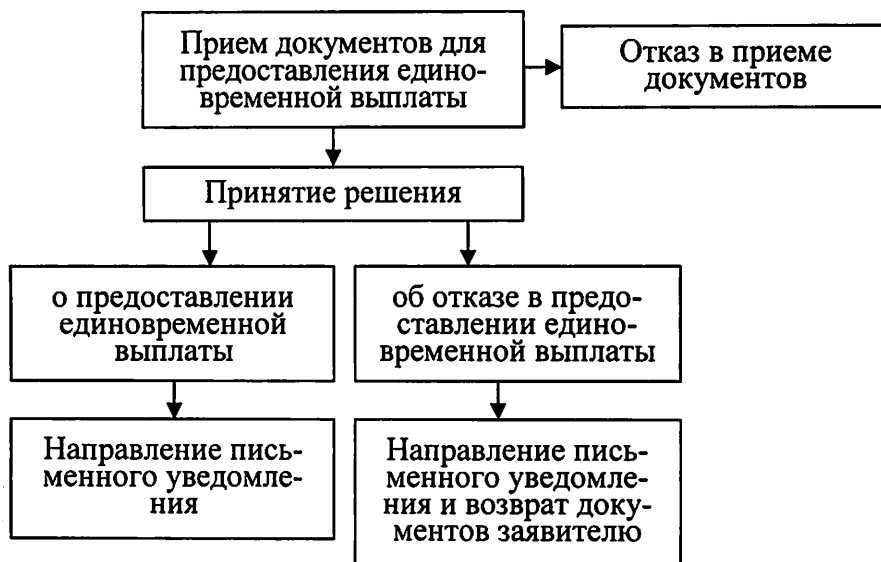 Прием документов для
предоставления едино-
временной выплаты
Отказ в приеме
документов
Принятие решения
о предоставлении
единовременной
выплаты
об отказе в предо-
ставлении едино-
временной выплаты
Направление пись-
менного уведомле-
ния
Направление пись-
менного уведомле-
ния и возврат доку-
ментов заявителю